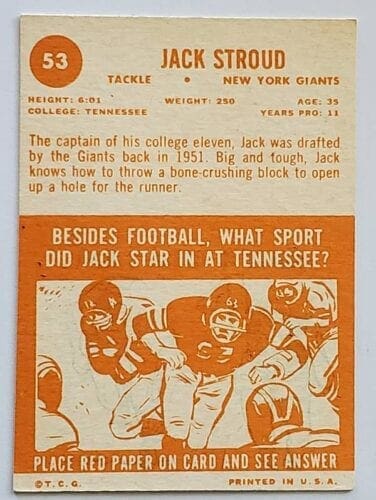 53
JACK STROUD
TACKLE • NEW YORK GIANTS
HEIGHT: 6:01 WEIGHT: 250 AGE: 35
COLLEGE: TENNESSEE YEARS PRO: 11
The captain of his college eleven, Jack was drafted
by the Giants back in 1951. Big and tough, Jack
knows how to throw a bone-crushing block to open
up a hole for the runner.
BESIDES FOOTBALL, WHAT SPORT
DID JACK STAR IN AT TENNESSEE?
PLACE RED PAPER ON CARD AND SEE ANSWER
© T.C.G. PRINTED IN U.S.A.